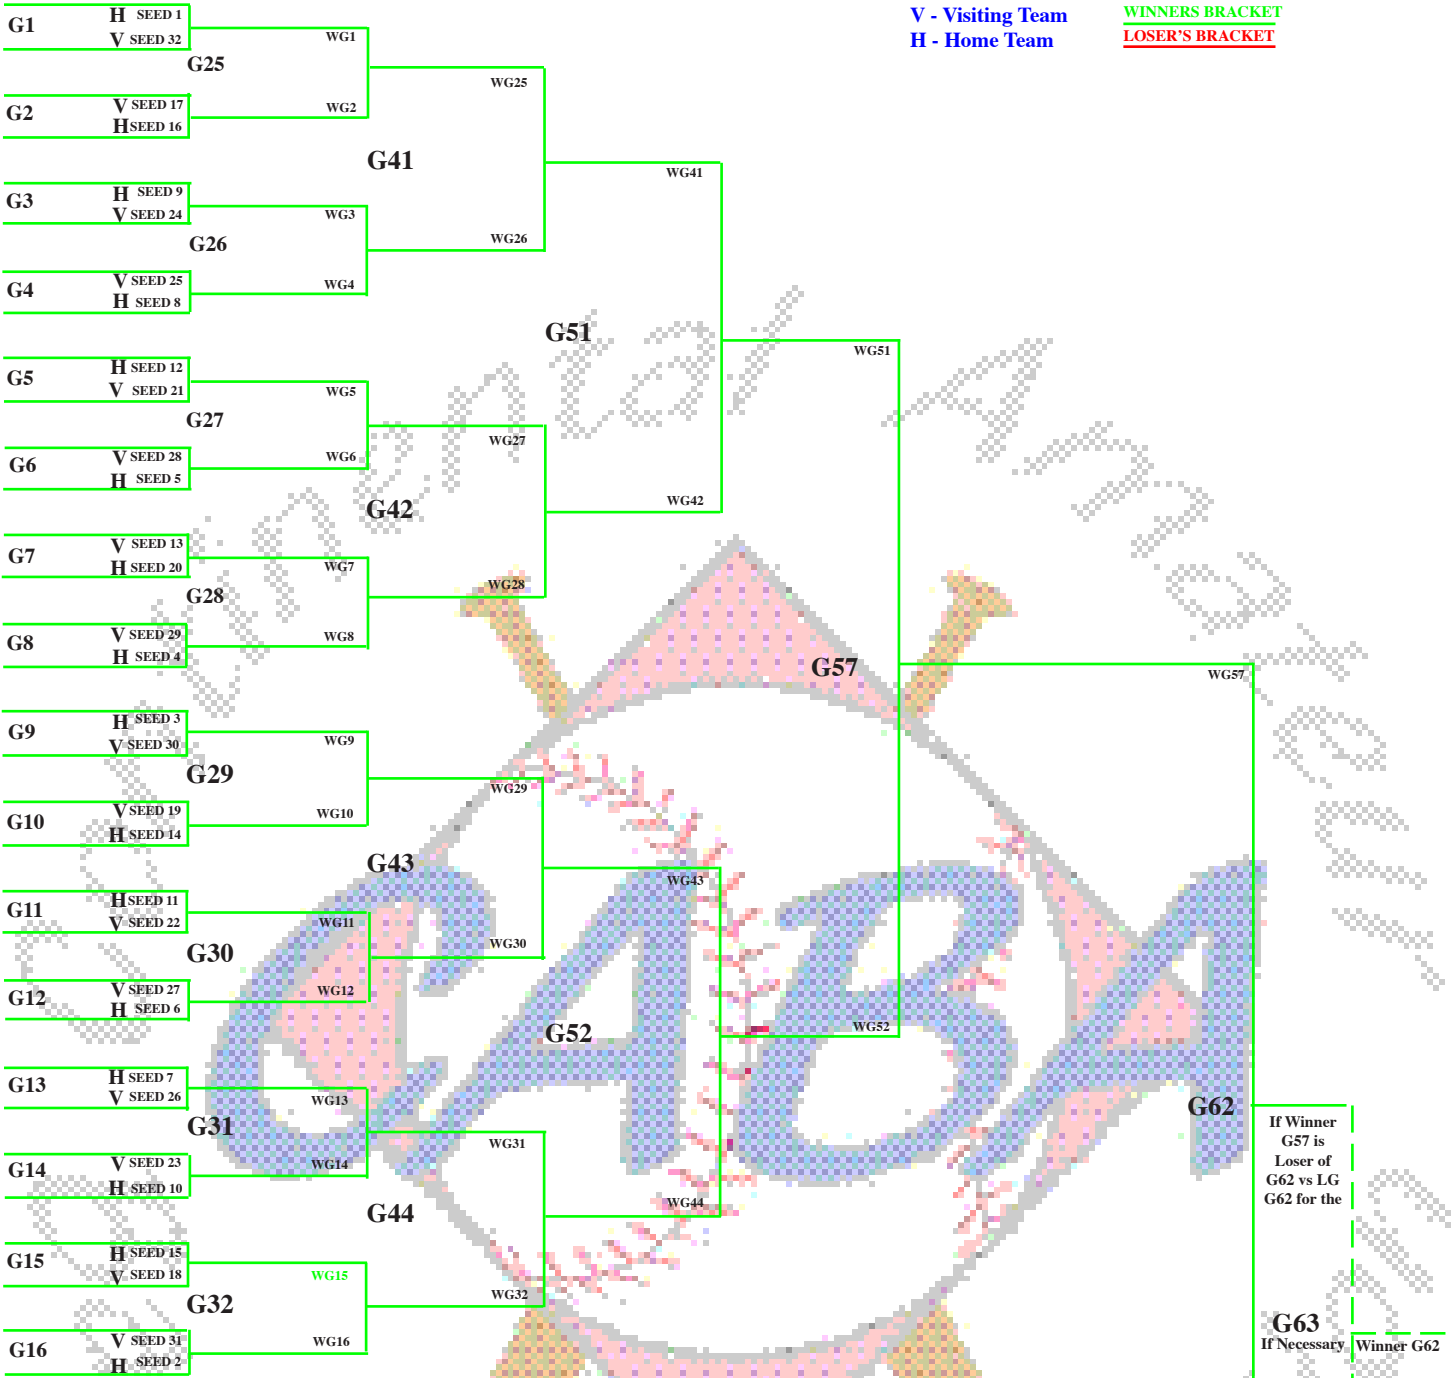 V - Visiting Team
H - Home Team
WINNERS BRACKET
LOSER'S BRACKET
G1
H SEED 1
V SEED 32
WG1
G25
G2
V SEED 17
H SEED 16
WG2
WG25
G41
G3
H SEED 9
V SEED 24
WG3
G26
G4
V SEED 25
H SEED 8
WG4
WG26
WG41
G51
G5
H SEED 12
V SEED 21
WG5
G27
G6
V SEED 28
H SEED 5
WG6
WG27
G42
G7
V SEED 13
H SEED 20
WG7
G28
G8
V SEED 29
H SEED 4
WG8
WG28
WG42
WG51
G57
WG57
G9
H SEED 3
V SEED 30
WG9
G29
G10
V SEED 19
H SEED 14
WG10
WG29
G43
G11
H SEED 11
V SEED 22
WG11
G30
G12
V SEED 27
H SEED 6
WG12
WG30
WG43
G52
WG52
G13
H SEED 7
V SEED 26
WG13
G31
G14
V SEED 23
H SEED 10
WG14
WG31
G44
WG44
G15
H SEED 15
V SEED 18
WG15
G32
G16
V SEED 31
H SEED 2
WG16
WG32
G62
If Winner
G57 is
Loser of
G62 vs LG
G62 for the
G63
If Necessary
Winner G62
CABA